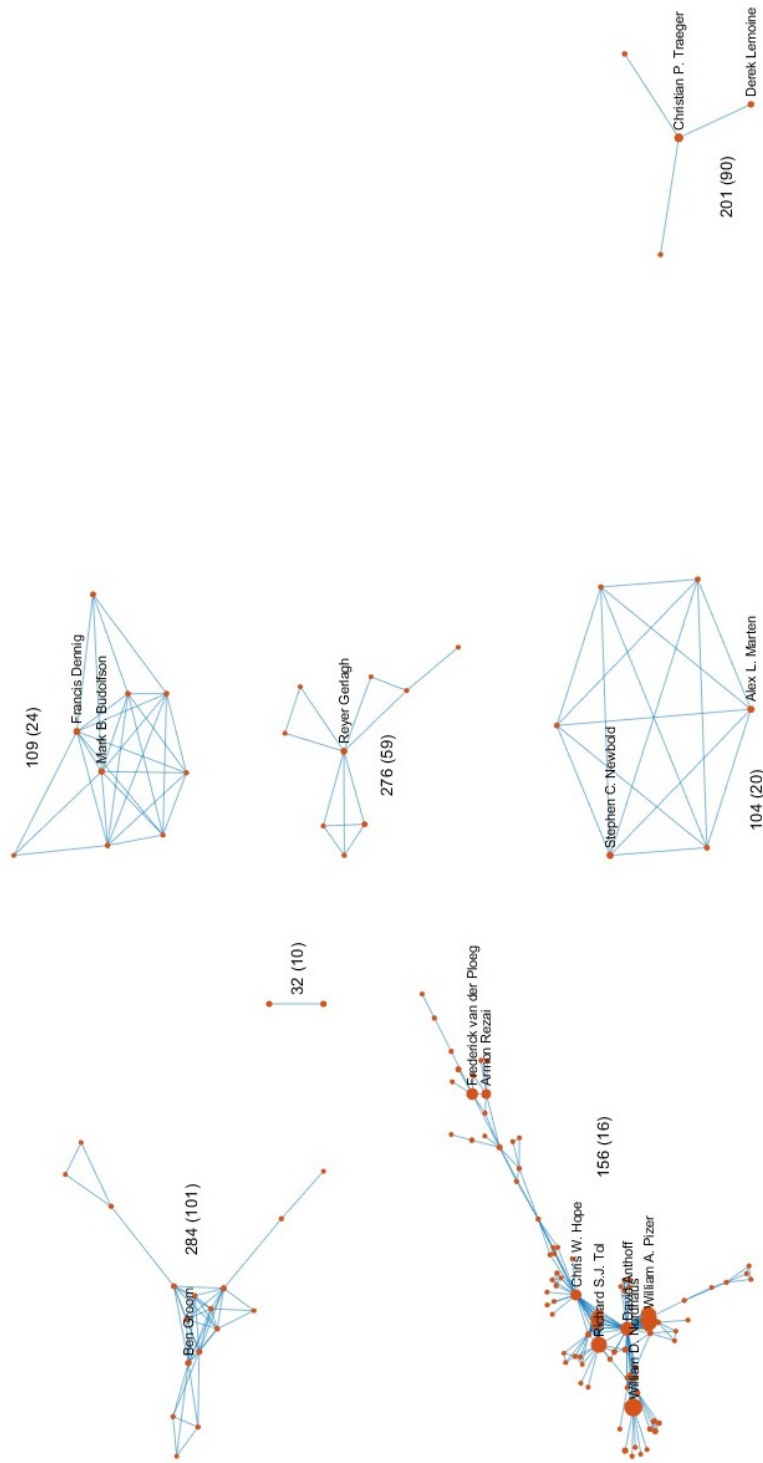 Christian P. Traeger
Derek Lemoine
201 (90)
109 (24)
Francis Dennig
Mark B. Budolfson
Reyer Gerlagh
276 (59)
Stephen C. Newbold
Alex L. Marten
104 (20)
32 (10)
284 (101)
Ben Groom
Frederick van der Ploeg
Armon Rezai
156 (16)
Chris W. Hope
Richard S.J. Tol
David Anthoff
William A. Pizer
William D. Nordhaus